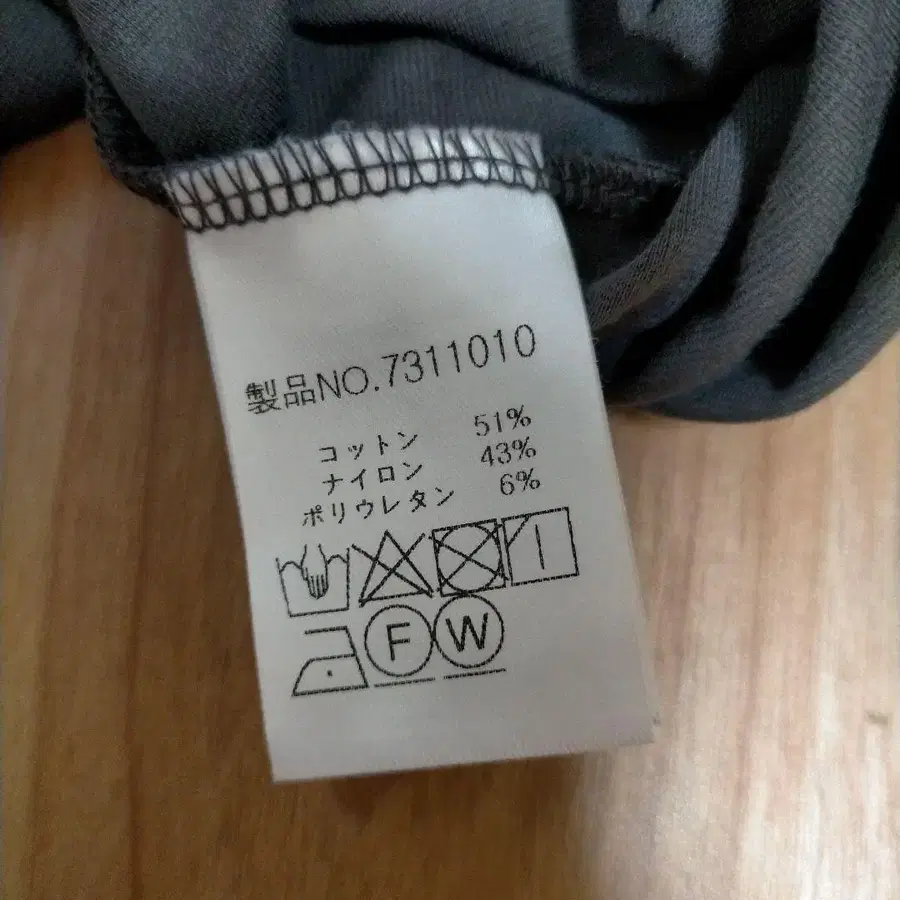 製品NO.7311010
コットン 51%
ナイロン 43%
ポリウレタン 6%
F W